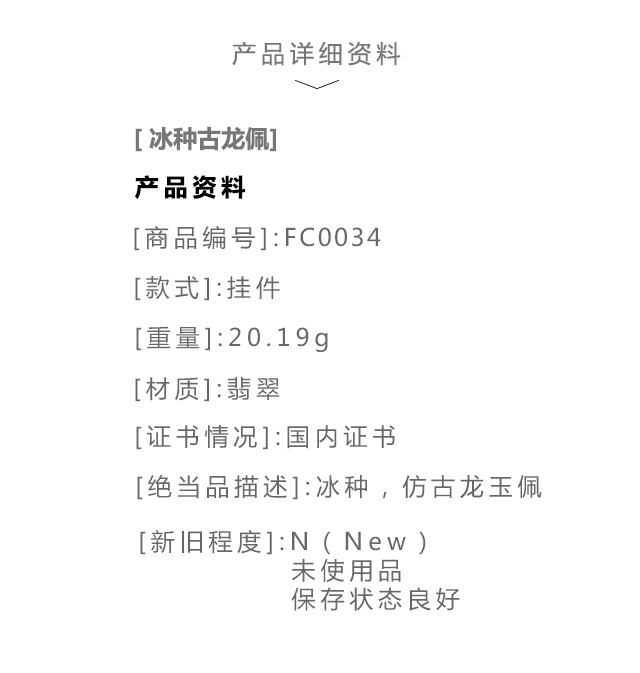 产品详细资料
[ 冰种古龙佩]
产品资料
[商品编号]:FC0034
[款式]:挂件
[重量]:20.19g
[材质]:翡翠
[证书情况]:国内证书
[绝当品描述]:冰种，仿古龙玉佩
[新旧程度]:N（New）
未使用品
保存状态良好